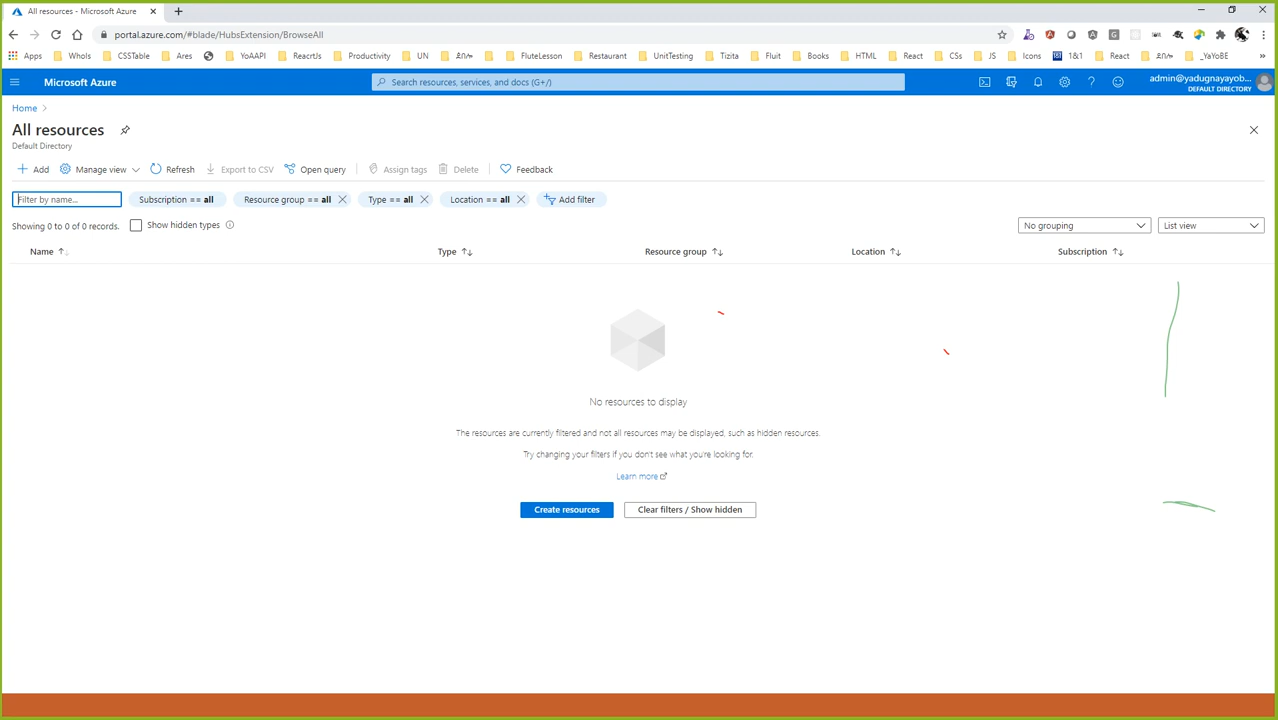 All resources - Microsoft Azure
portal.azure.com/#blade/HubsExtension/BrowseAll
Apps WhoIs CSSTable Ares YoAAPI ReactrJs Productivity UN FluteLesson Restaurant UnitTesting Tizita Fluit Books HTML React CSs JS Icons 1&1 React _YaYoBE »
Microsoft Azure
Search resources, services, and docs (G+/)
admin@yadugnayayob...
DEFAULT DIRECTORY
Home >
All resources
Default Directory
+ Add Manage view Refresh Export to CSV Open query Assign tags Delete Feedback
Filter by name... Subscription == all Resource group == all Type == all Location == all Add filter
Showing 0 to 0 of 0 records. Show hidden types No grouping List view
Name Type Resource group Location Subscription
No resources to display
The resources are currently filtered and not all resources may be displayed, such as hidden resources.
Try changing your filters if you don't see what you're looking for.
Learn more
Create resources Clear filters / Show hidden